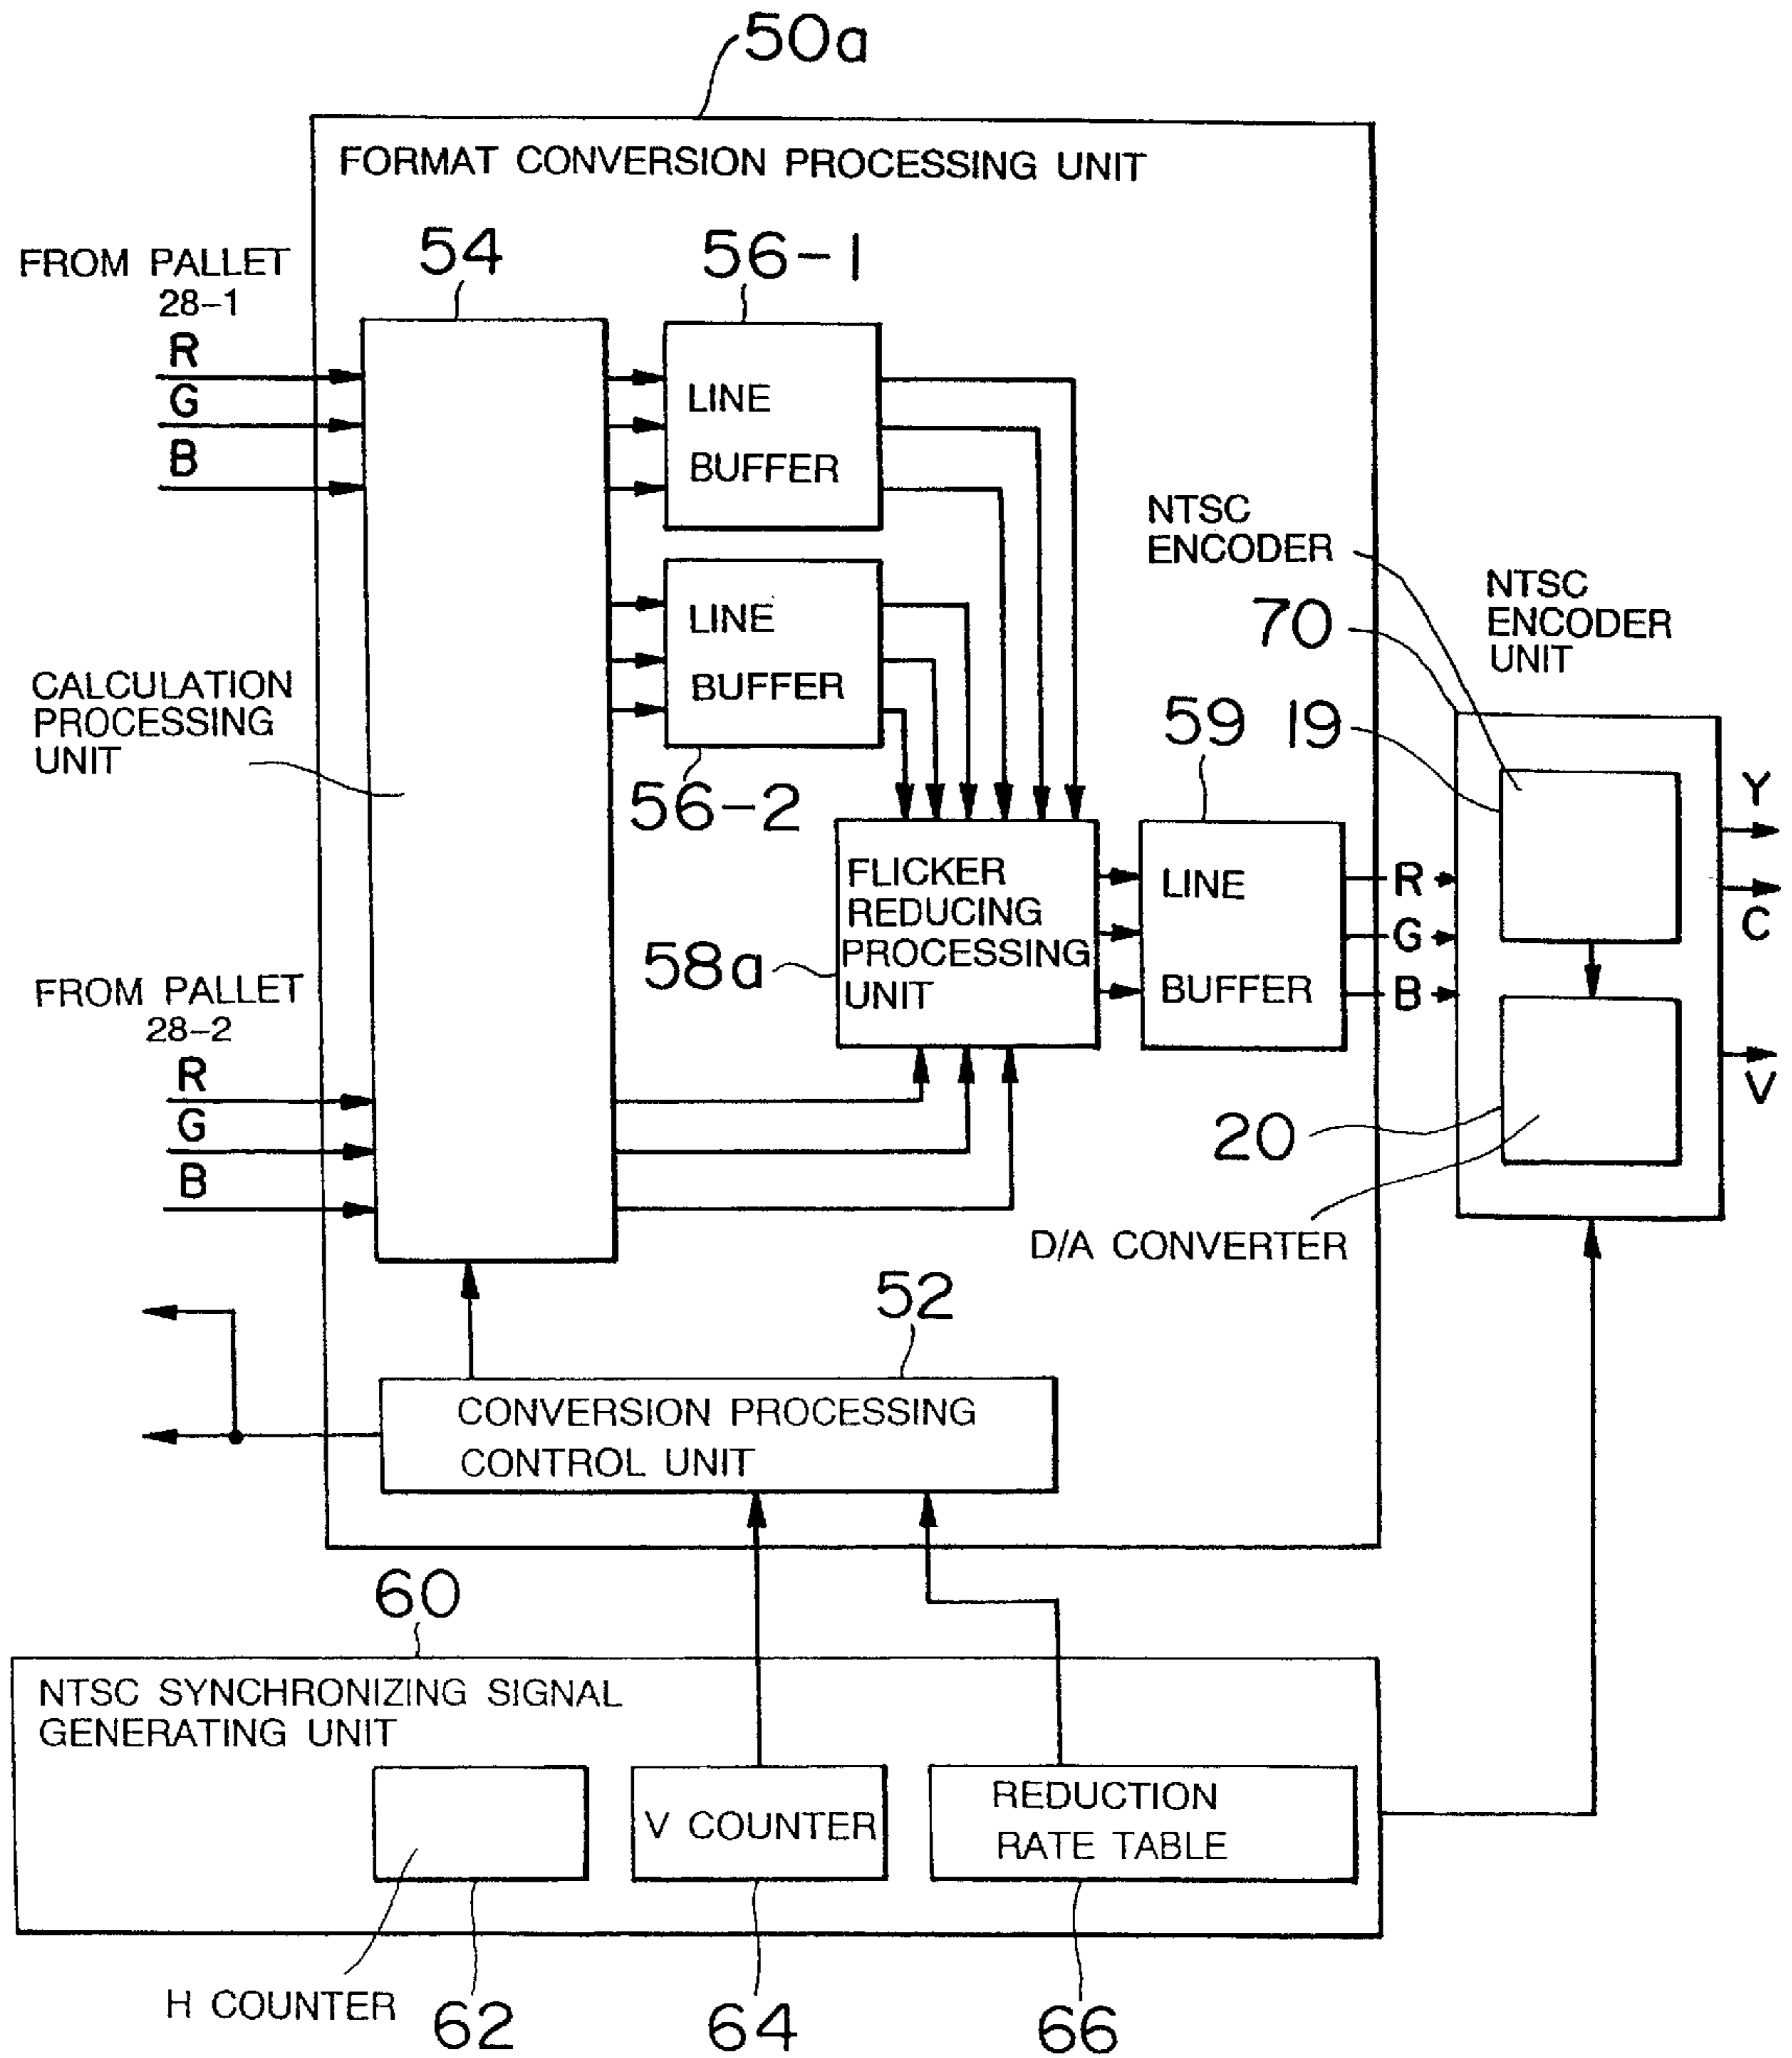 50a
FORMAT CONVERSION PROCESSING UNIT
FROM PALLET
28-1
54
56-1
R
G
B
LINE
BUFFER
NTSC
ENCODER
NTSC
ENCODER
UNIT
70
LINE
BUFFER
CALCULATION
PROCESSING
UNIT
56-2
59
19
Y
C
V
FLICKER
REDUCING
PROCESSING
UNIT
58a
LINE
BUFFER
R
G
B
FROM PALLET
28-2
R
G
B
20
D/A CONVERTER
52
CONVERSION PROCESSING
CONTROL UNIT
60
NTSC SYNCHRONIZING SIGNAL
GENERATING UNIT
V COUNTER
REDUCTION
RATE TABLE
H COUNTER
62
64
66